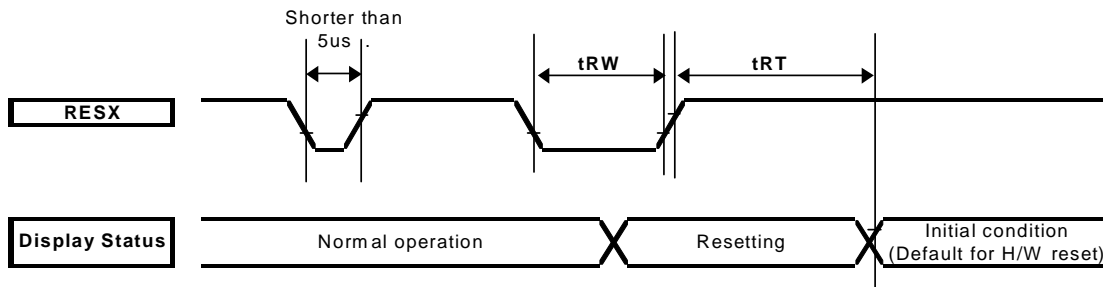 Shorter than
5us .
tRW
tRT
RESX
Display Status
Normal operation
Resetting
Initial condition
(Default for H/W reset)